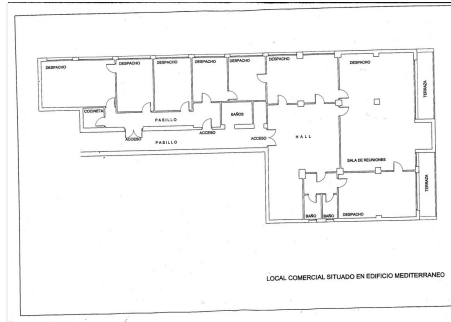 DESPACHO
DESPACHO
DESPACHO
DESPACHO
DESPACHO
DESPACHO
DESPACHO
TERRAZA
COCINETA
PASILLO
BAÑOS
ACCESO
ACCESO
ACCESO
HALL
PASILLO
SALA DE REUNIONES
TERRAZA
BAÑO
BAÑO
DESPACHO
LOCAL COMERCIAL SITUADO EN EDIFICIO MEDITERRANEO